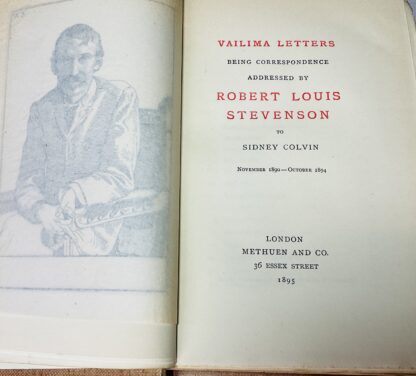 VAILIMA LETTERS
BEING CORRESPONDENCE
ADDRESSED BY
ROBERT LOUIS
STEVENSON
TO
SIDNEY COLVIN
NOVEMBER 1890—OCTOBER 1894
LONDON
METHUEN AND CO.
36 ESSEX STREET
1895